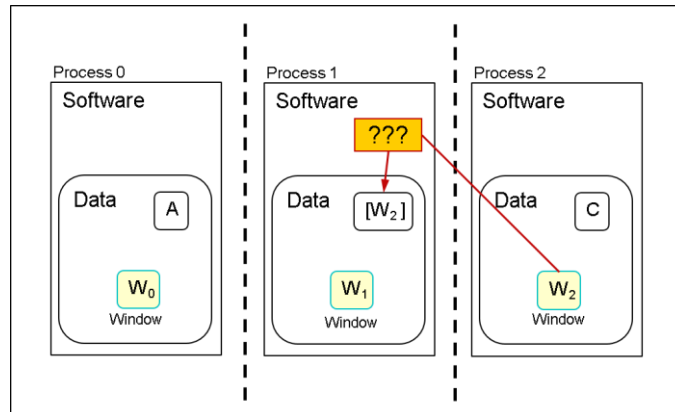 Process 0
Software
Data
A
W₀
Window
Process 1
Software
???
Data
[W₂]
W₁
Window
Process 2
Software
Data
C
W₂
Window